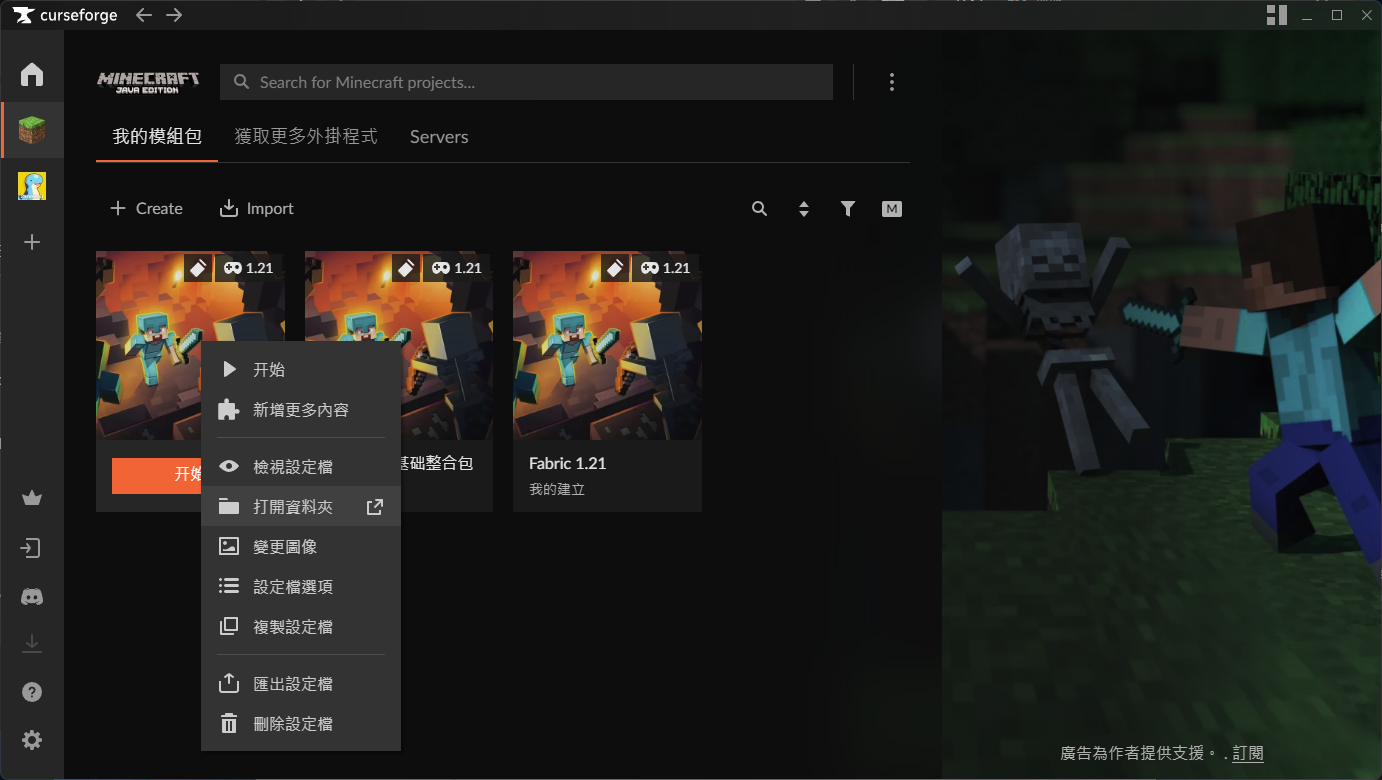 curseforge
MINECRAFT
JAVA EDITION
Search for Minecraft projects...
我的模組包
獲取更多外掛程式
Servers
Create
Import
M
1.21
1.21
1.21
开始
新增更多內容
檢視設定檔
打開資料夾
變更圖像
設定檔選項
複製設定檔
匯出設定檔
刪除設定檔
开始
基础整合包
Fabric 1.21
我的建立
廣告為作者提供支援。 . 訂閱